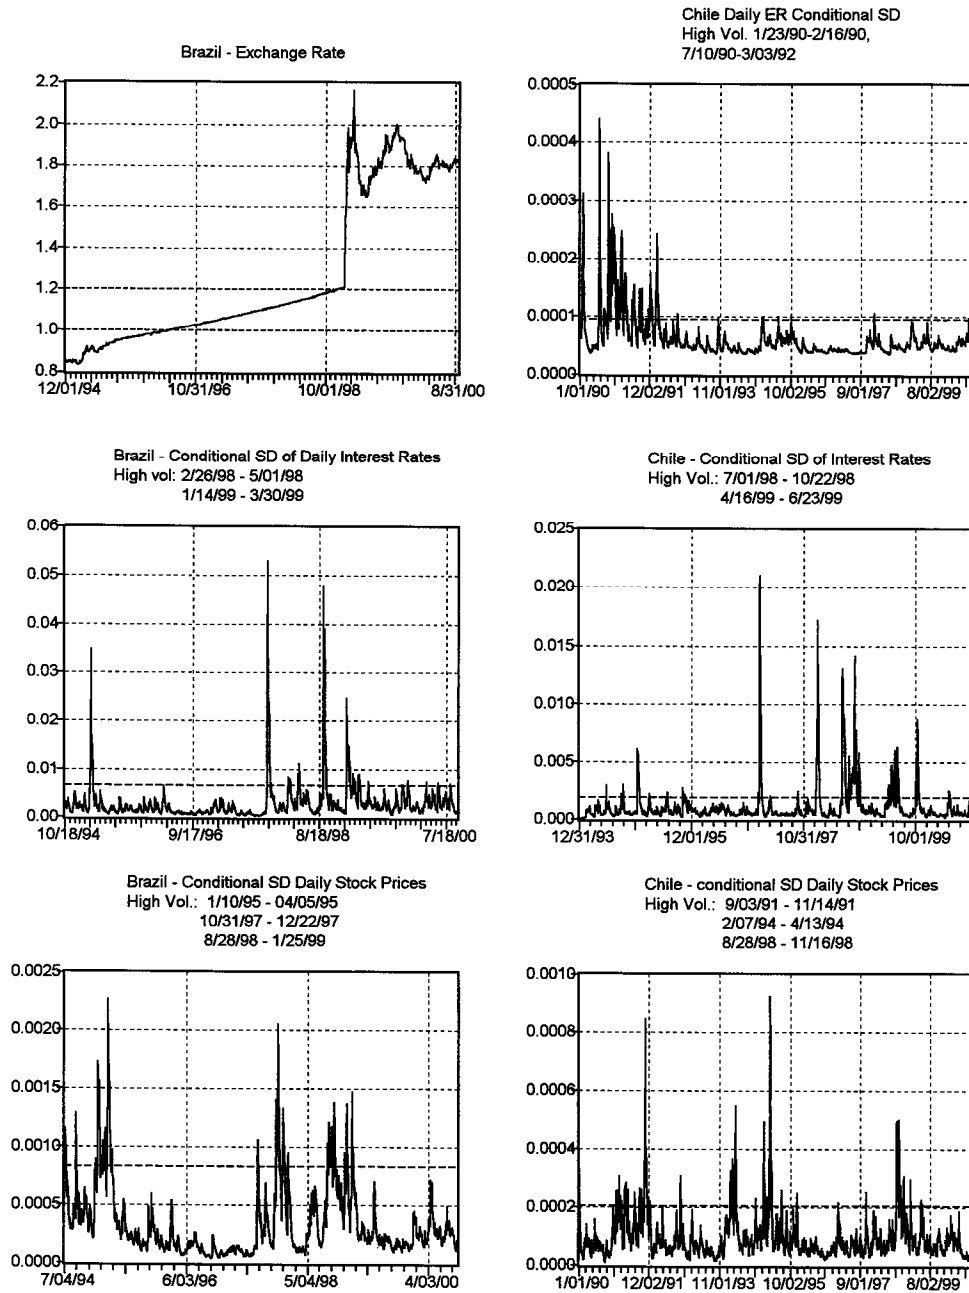 Brazil - Exchange Rate
2.2
2.0
1.8
1.6
1.4
1.2
1.0
0.8
12/01/94 10/31/96 10/01/98 8/31/00
Chile Daily ER Conditional SD
High Vol. 1/23/90-2/16/90,
7/10/90-3/03/92
0.0005
0.0004
0.0003
0.0002
0.0001
0.0000
1/01/90 12/02/91 11/01/93 10/02/95 9/01/97 8/02/99
Brazil - Conditional SD of Daily Interest Rates
High vol: 2/26/98 - 5/01/98
1/14/99 - 3/30/99
0.06
0.05
0.04
0.03
0.02
0.01
0.00
10/18/94 9/17/96 8/18/98 7/18/00
Chile - Conditional SD of Interest Rates
High Vol.: 7/01/98 - 10/22/98
4/16/99 - 6/23/99
0.025
0.020
0.015
0.010
0.005
0.000
12/31/93 12/01/95 10/31/97 10/01/99
Brazil - Conditional SD Daily Stock Prices
High Vol.: 1/10/95 - 04/05/95
10/31/97 - 12/22/97
8/28/98 - 1/25/99
0.0025
0.0020
0.0015
0.0010
0.0005
0.0000
7/04/94 6/03/96 5/04/98 4/03/00
Chile - conditional SD Daily Stock Prices
High Vol.: 9/03/91 - 11/14/91
2/07/94 - 4/13/94
8/28/98 - 11/16/98
0.0010
0.0008
0.0006
0.0004
0.0002
0.0000
1/01/90 12/02/91 11/01/93 10/02/95 9/01/97 8/02/99